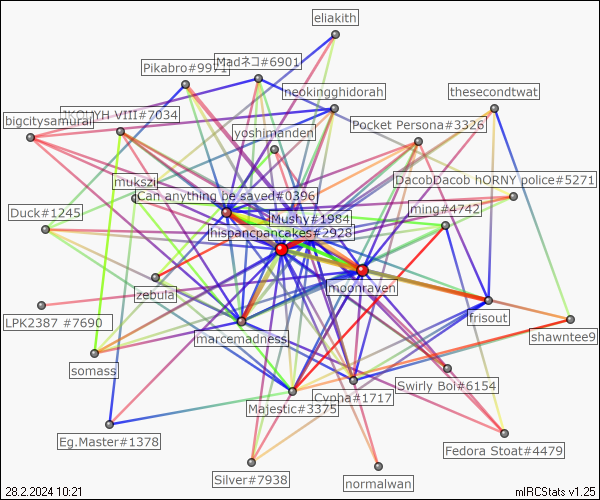 eliakith
Madネコ#6901
Pikabro#9971
neokingghidorah
thesecondtwat
VIII#7034
bigcitysamurai
yoshimanden
Pocket Persona#3326
mukszi
DacobDacob hORNY police#5271
Can anything be saved#0396
Duck#1245
Mushy#1984
ming#4742
hispanicpancakes#2928
zebula
moonraven
LPK2387 #7690
frisout
marcemadness
shawntee9
somass
Swirly Boi#6154
Cypha#1717
Majestic#3375
Eg.Master#1378
Fedora Stoat#4479
Silver#7938
normalwan
28.2.2024 10:21
mIRCStats v1.25